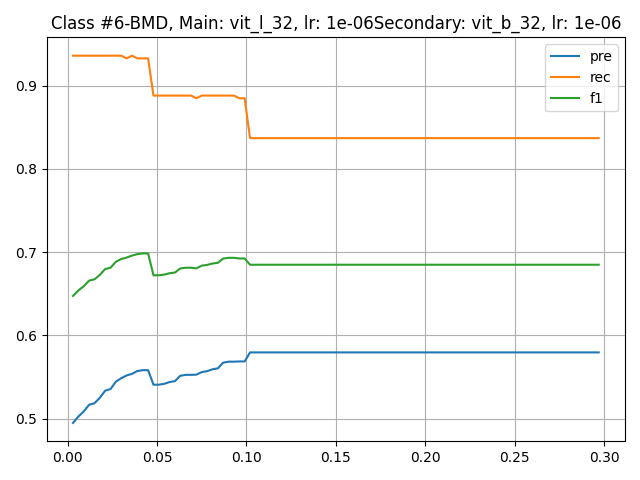 Class #6-BMD, Main: vit_l_32, lr: 1e-06Secondary: vit_b_32, lr: 1e-06
pre
rec
f1
0.9
0.8
0.7
0.6
0.5
0.00 0.05 0.10 0.15 0.20 0.25 0.30